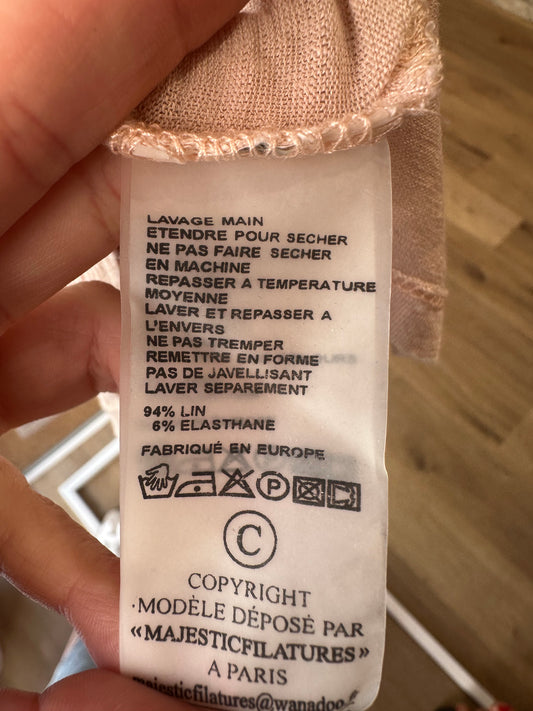 LAVAGE MAIN
ETENDRE POUR SECHER
NE PAS FAIRE SECHER
EN MACHINE
REPASSER A TEMPERATURE
MOYENNE
LAVER ET REPASSER A
L'ENVERS
NE PAS TREMPER
REMETTRE EN FORME
PAS DE JAVELLISANT
LAVER SEPAREMENT
94% LIN
6% ELASTHANE
FABRIQUÉ EN EUROPE
P
©
COPYRIGHT
MODÈLE DÉPOSÉ PAR
«MAJESTICFILATURES»
A PARIS
majesticfilatures@wanadoo.f